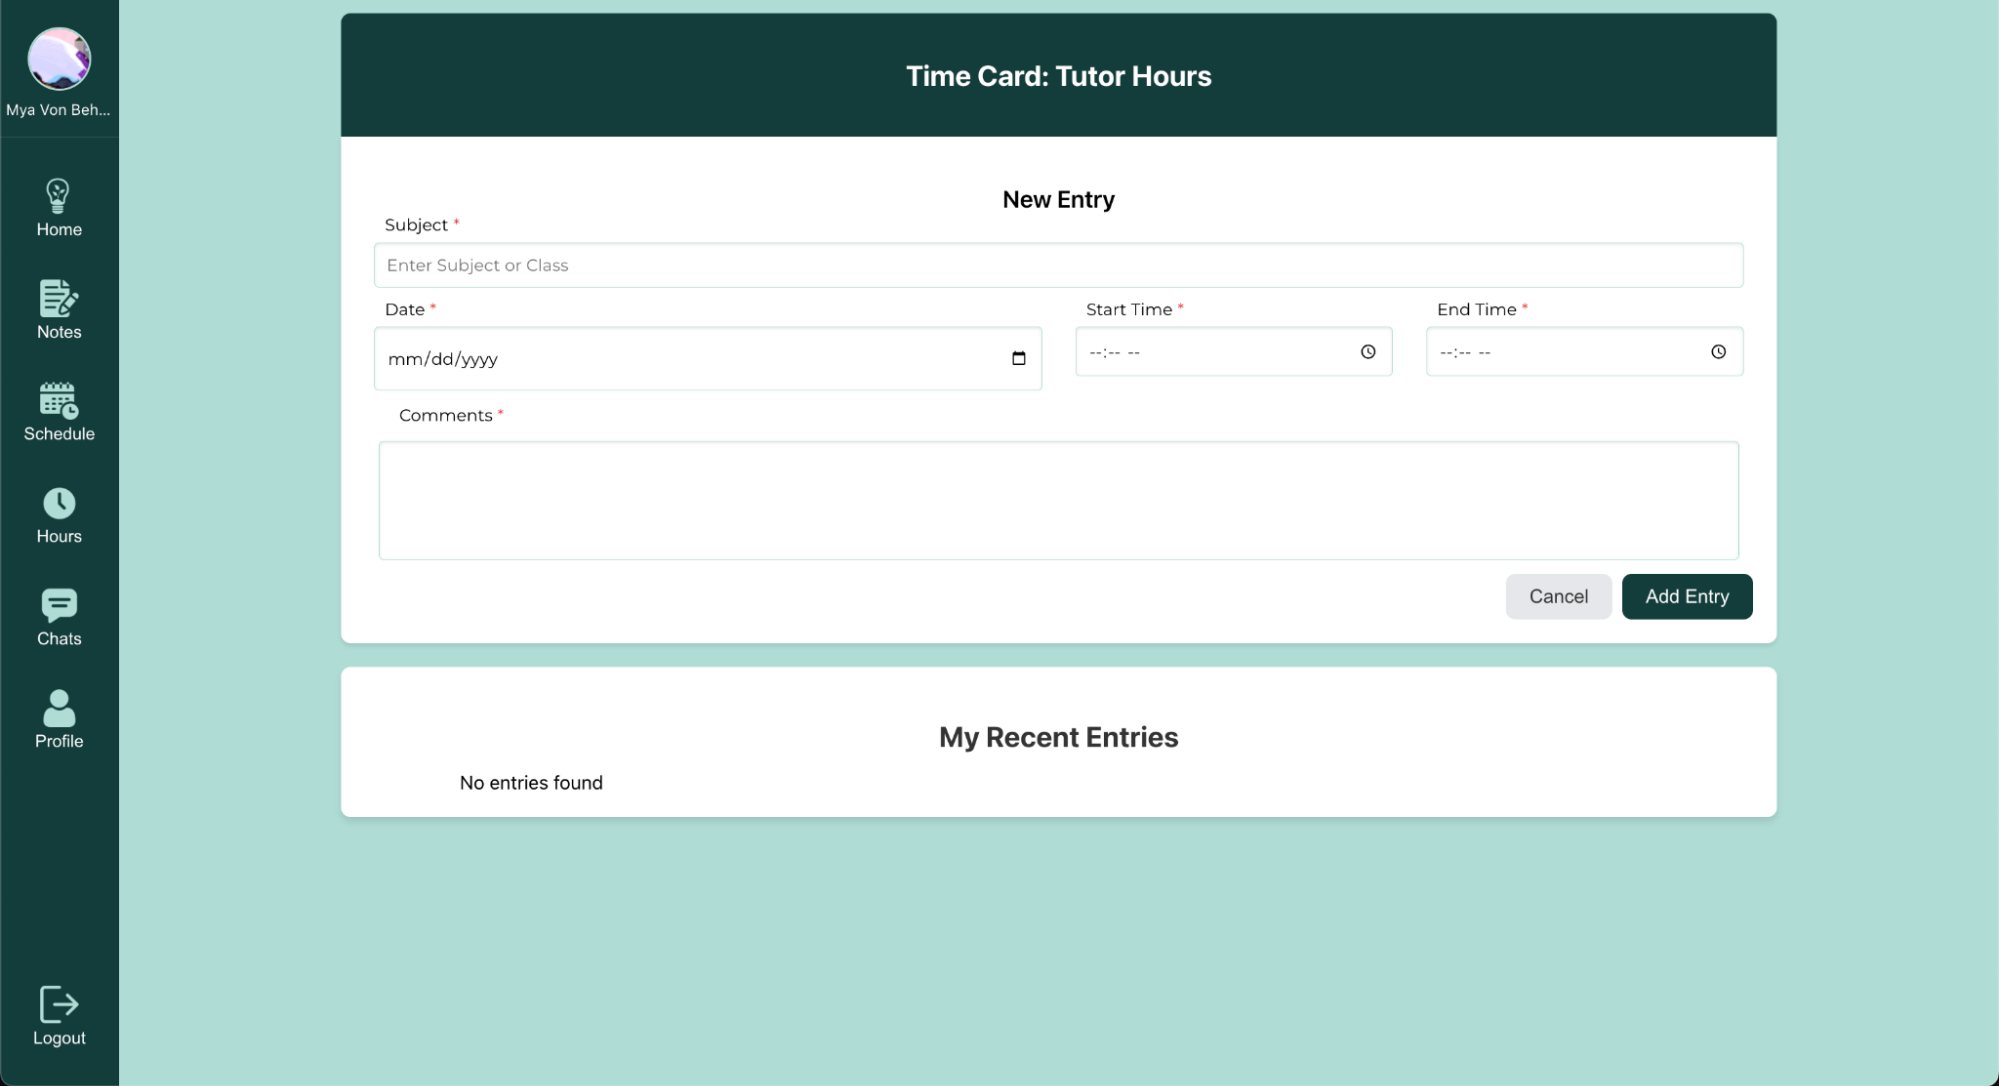 Mya Von Beh...
Home
Notes
Schedule
Hours
Chats
Profile
Logout
Time Card: Tutor Hours
New Entry
Subject *
Enter Subject or Class
Date * Start Time * End Time *
mm/dd/yyyy --:-- -- --:-- --
Comments *
Cancel Add Entry
My Recent Entries
No entries found